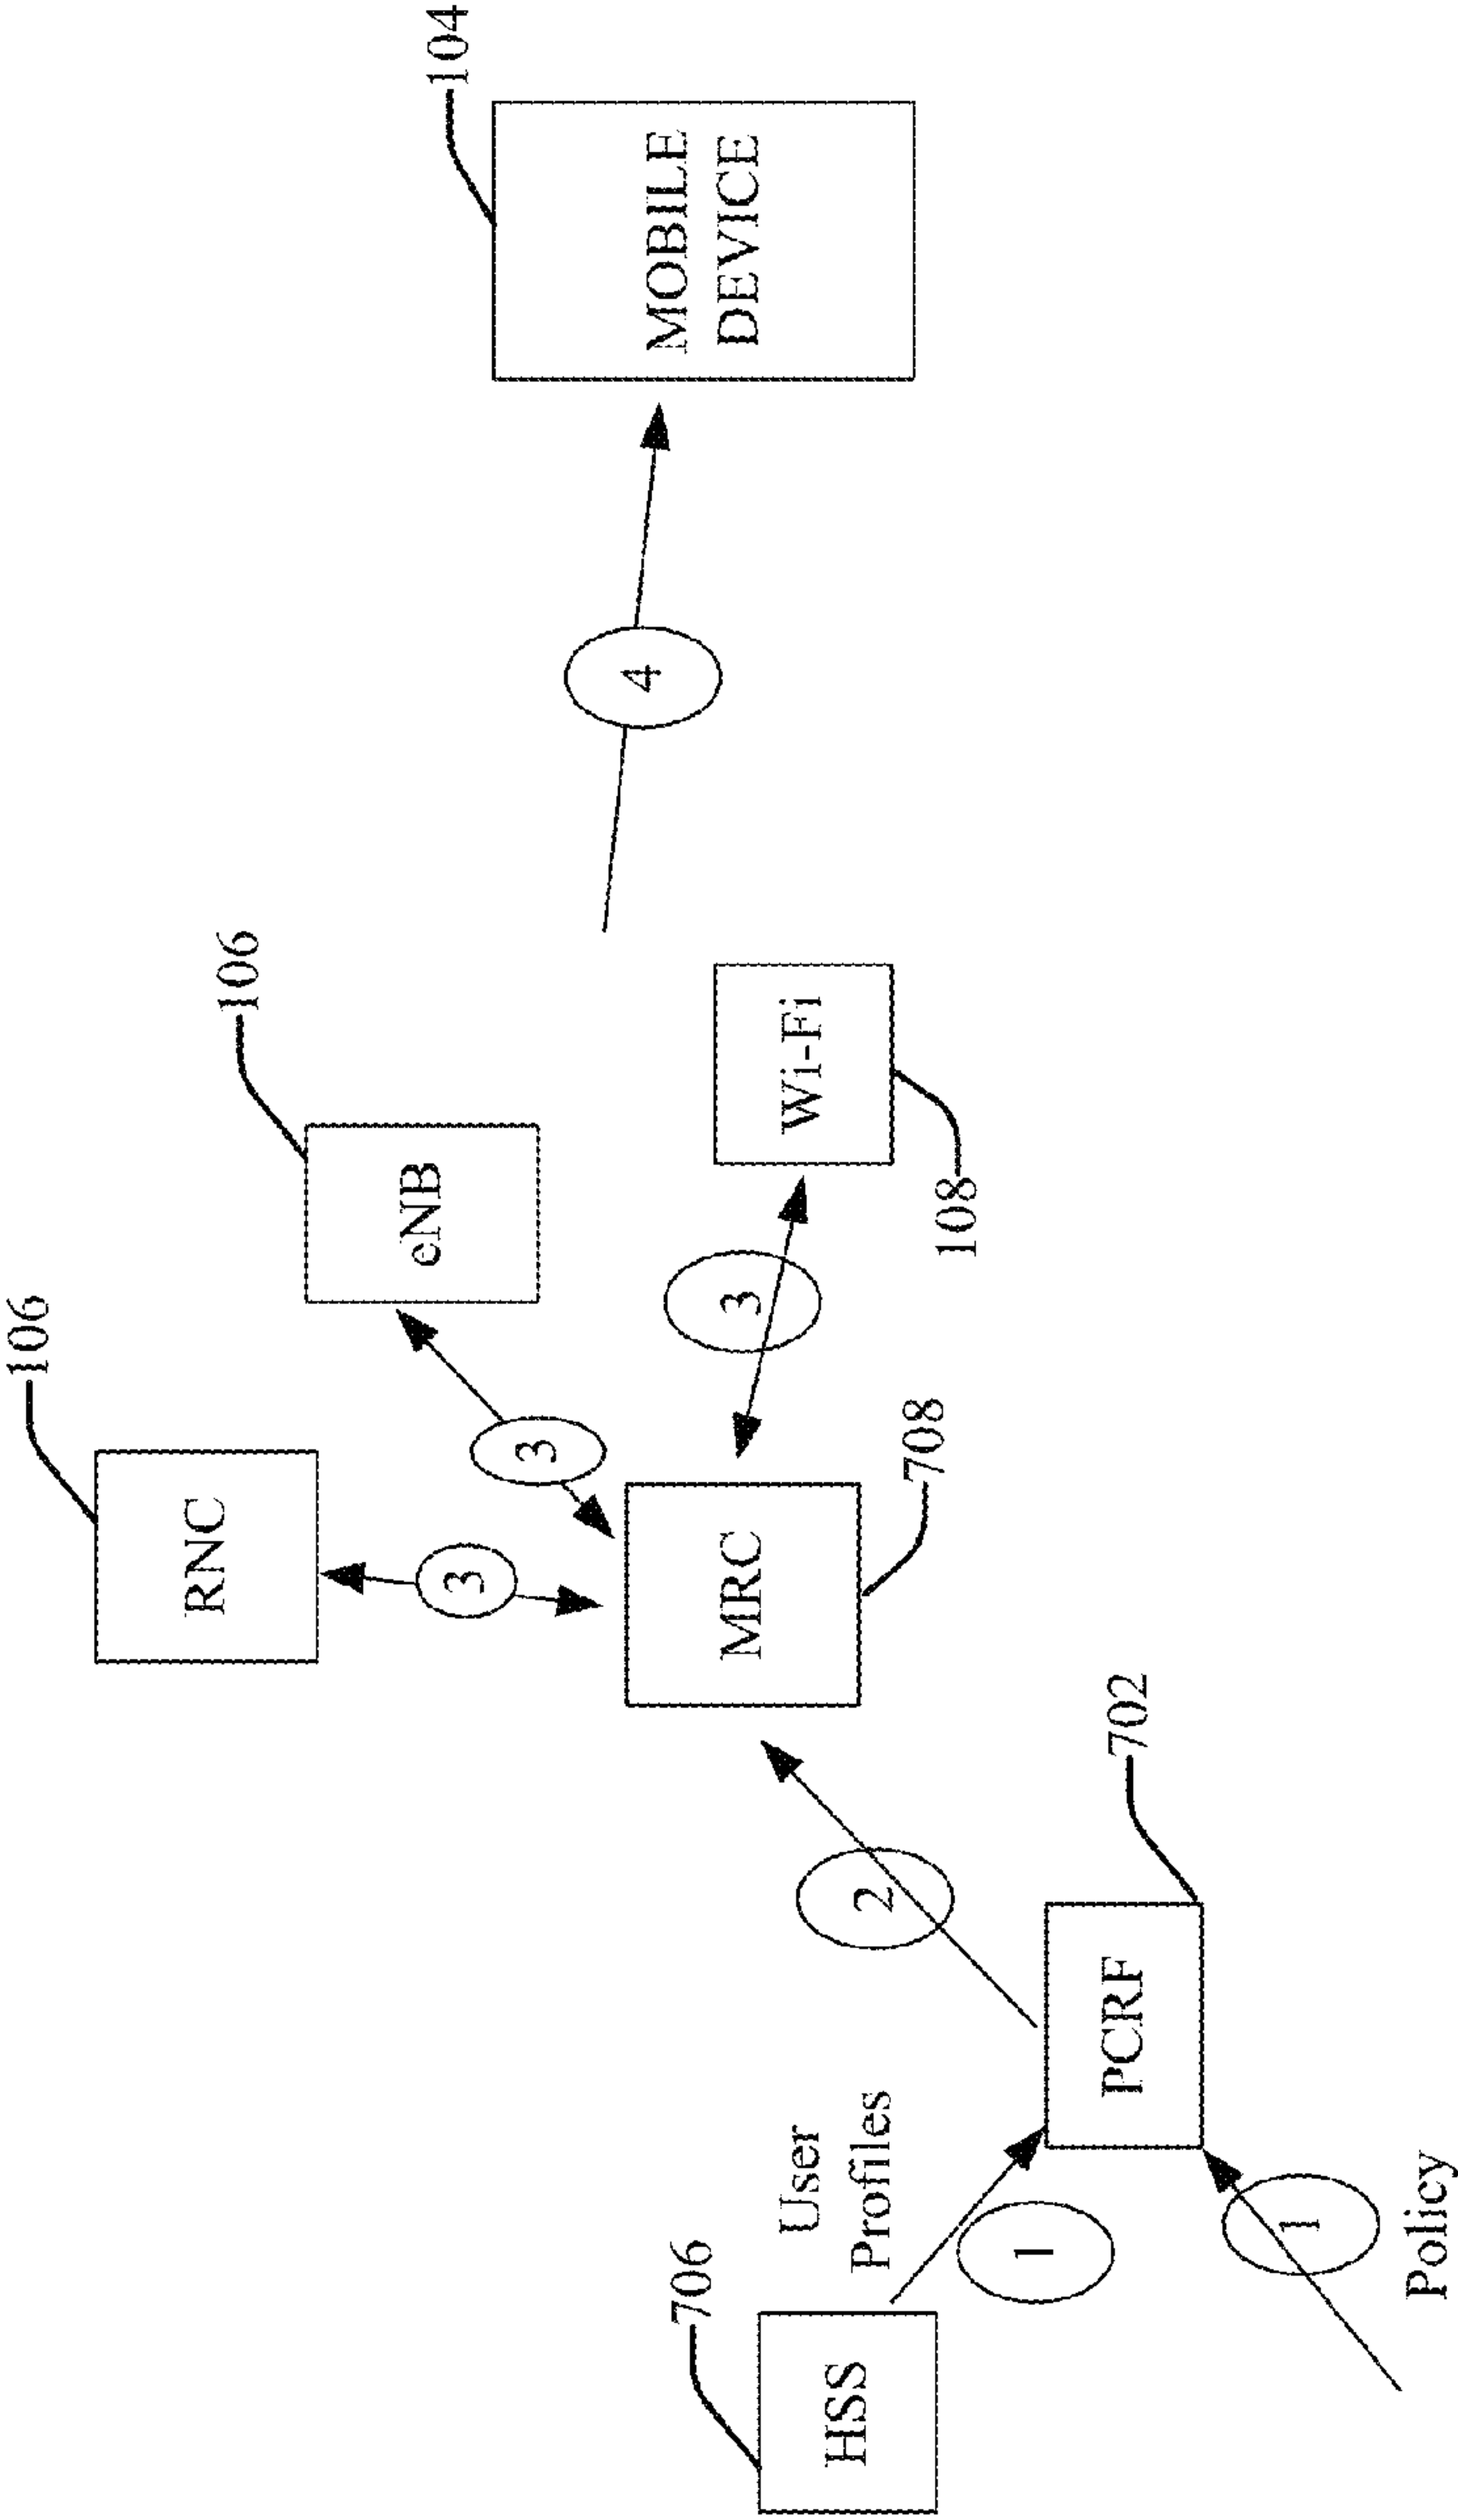 106
RNC
106
eNB
104
MOBILE
DEVICE
3
3
4
706
HSS
User
Profiles
2
MRC
708
3
Wi-Fi
108
1
PCRF
702
1
Policy